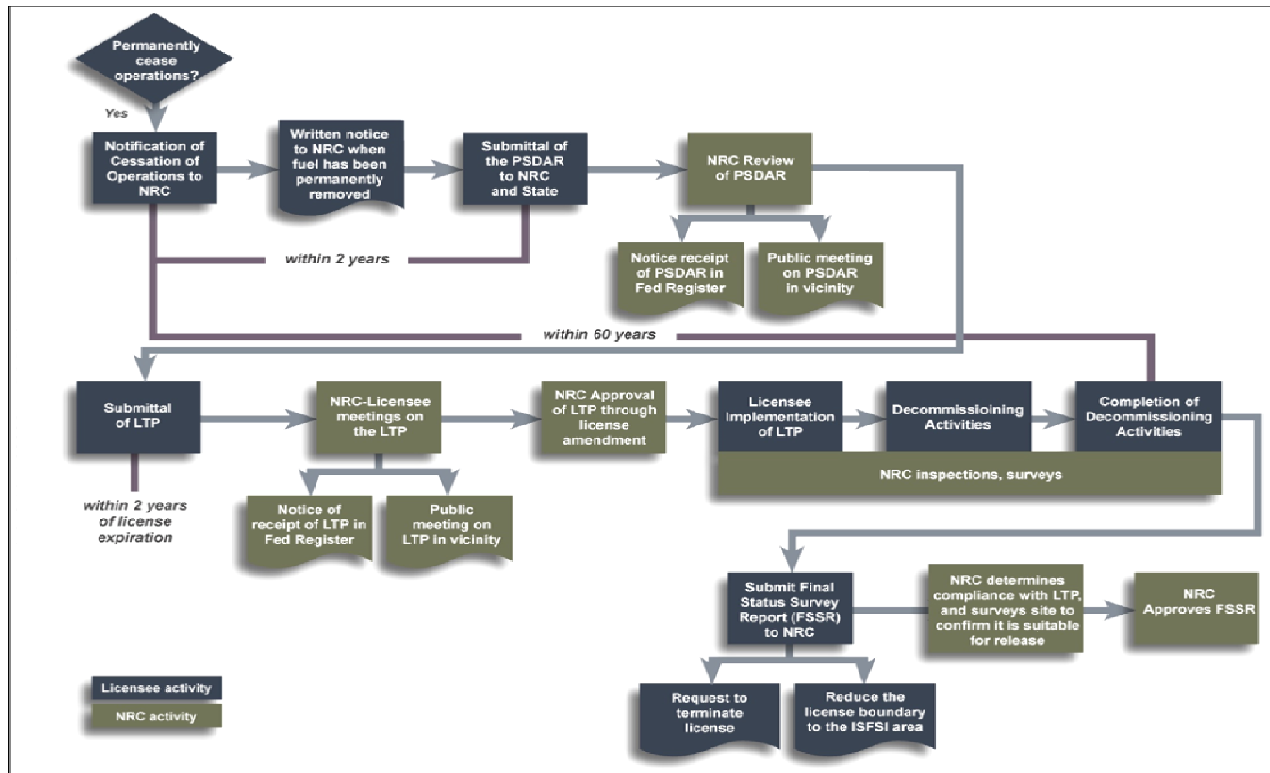 Permanently
cease
operations?
Yes
Notification of
Cessation of
Operations to
NRC
Written notice
to NRC when
fuel has been
permanently
removed
Submittal of
the PSDAR
to NRC
and State
NRC Review
of PSDAR
within 2 years
Notice receipt
of PSDAR in
Fed Register
Public meeting
on PSDAR
in vicinity
within 60 years
Submittal
of LTP
NRC-Licensee
meetings on
the LTP
NRC Approval
of LTP through
license
amendment
Licensee
Implementation
of LTP
Decommissioining
Activities
Completion of
Decommissioning
Activities
NRC inspections, surveys
within 2 years
of license
expiration
Notice of
receipt of LTP in
Fed Register
Public
meeting on
LTP in vicinity
Submit Final
Status Survey
Report (FSSR)
to NRC
NRC determines
compliance with LTP,
and surveys site to
confirm it is suitable
for release
NRC
Approves FSSR
Request to
terminate
license
Reduce the
license boundary
to the ISFSI area
Licensee activity
NRC activity